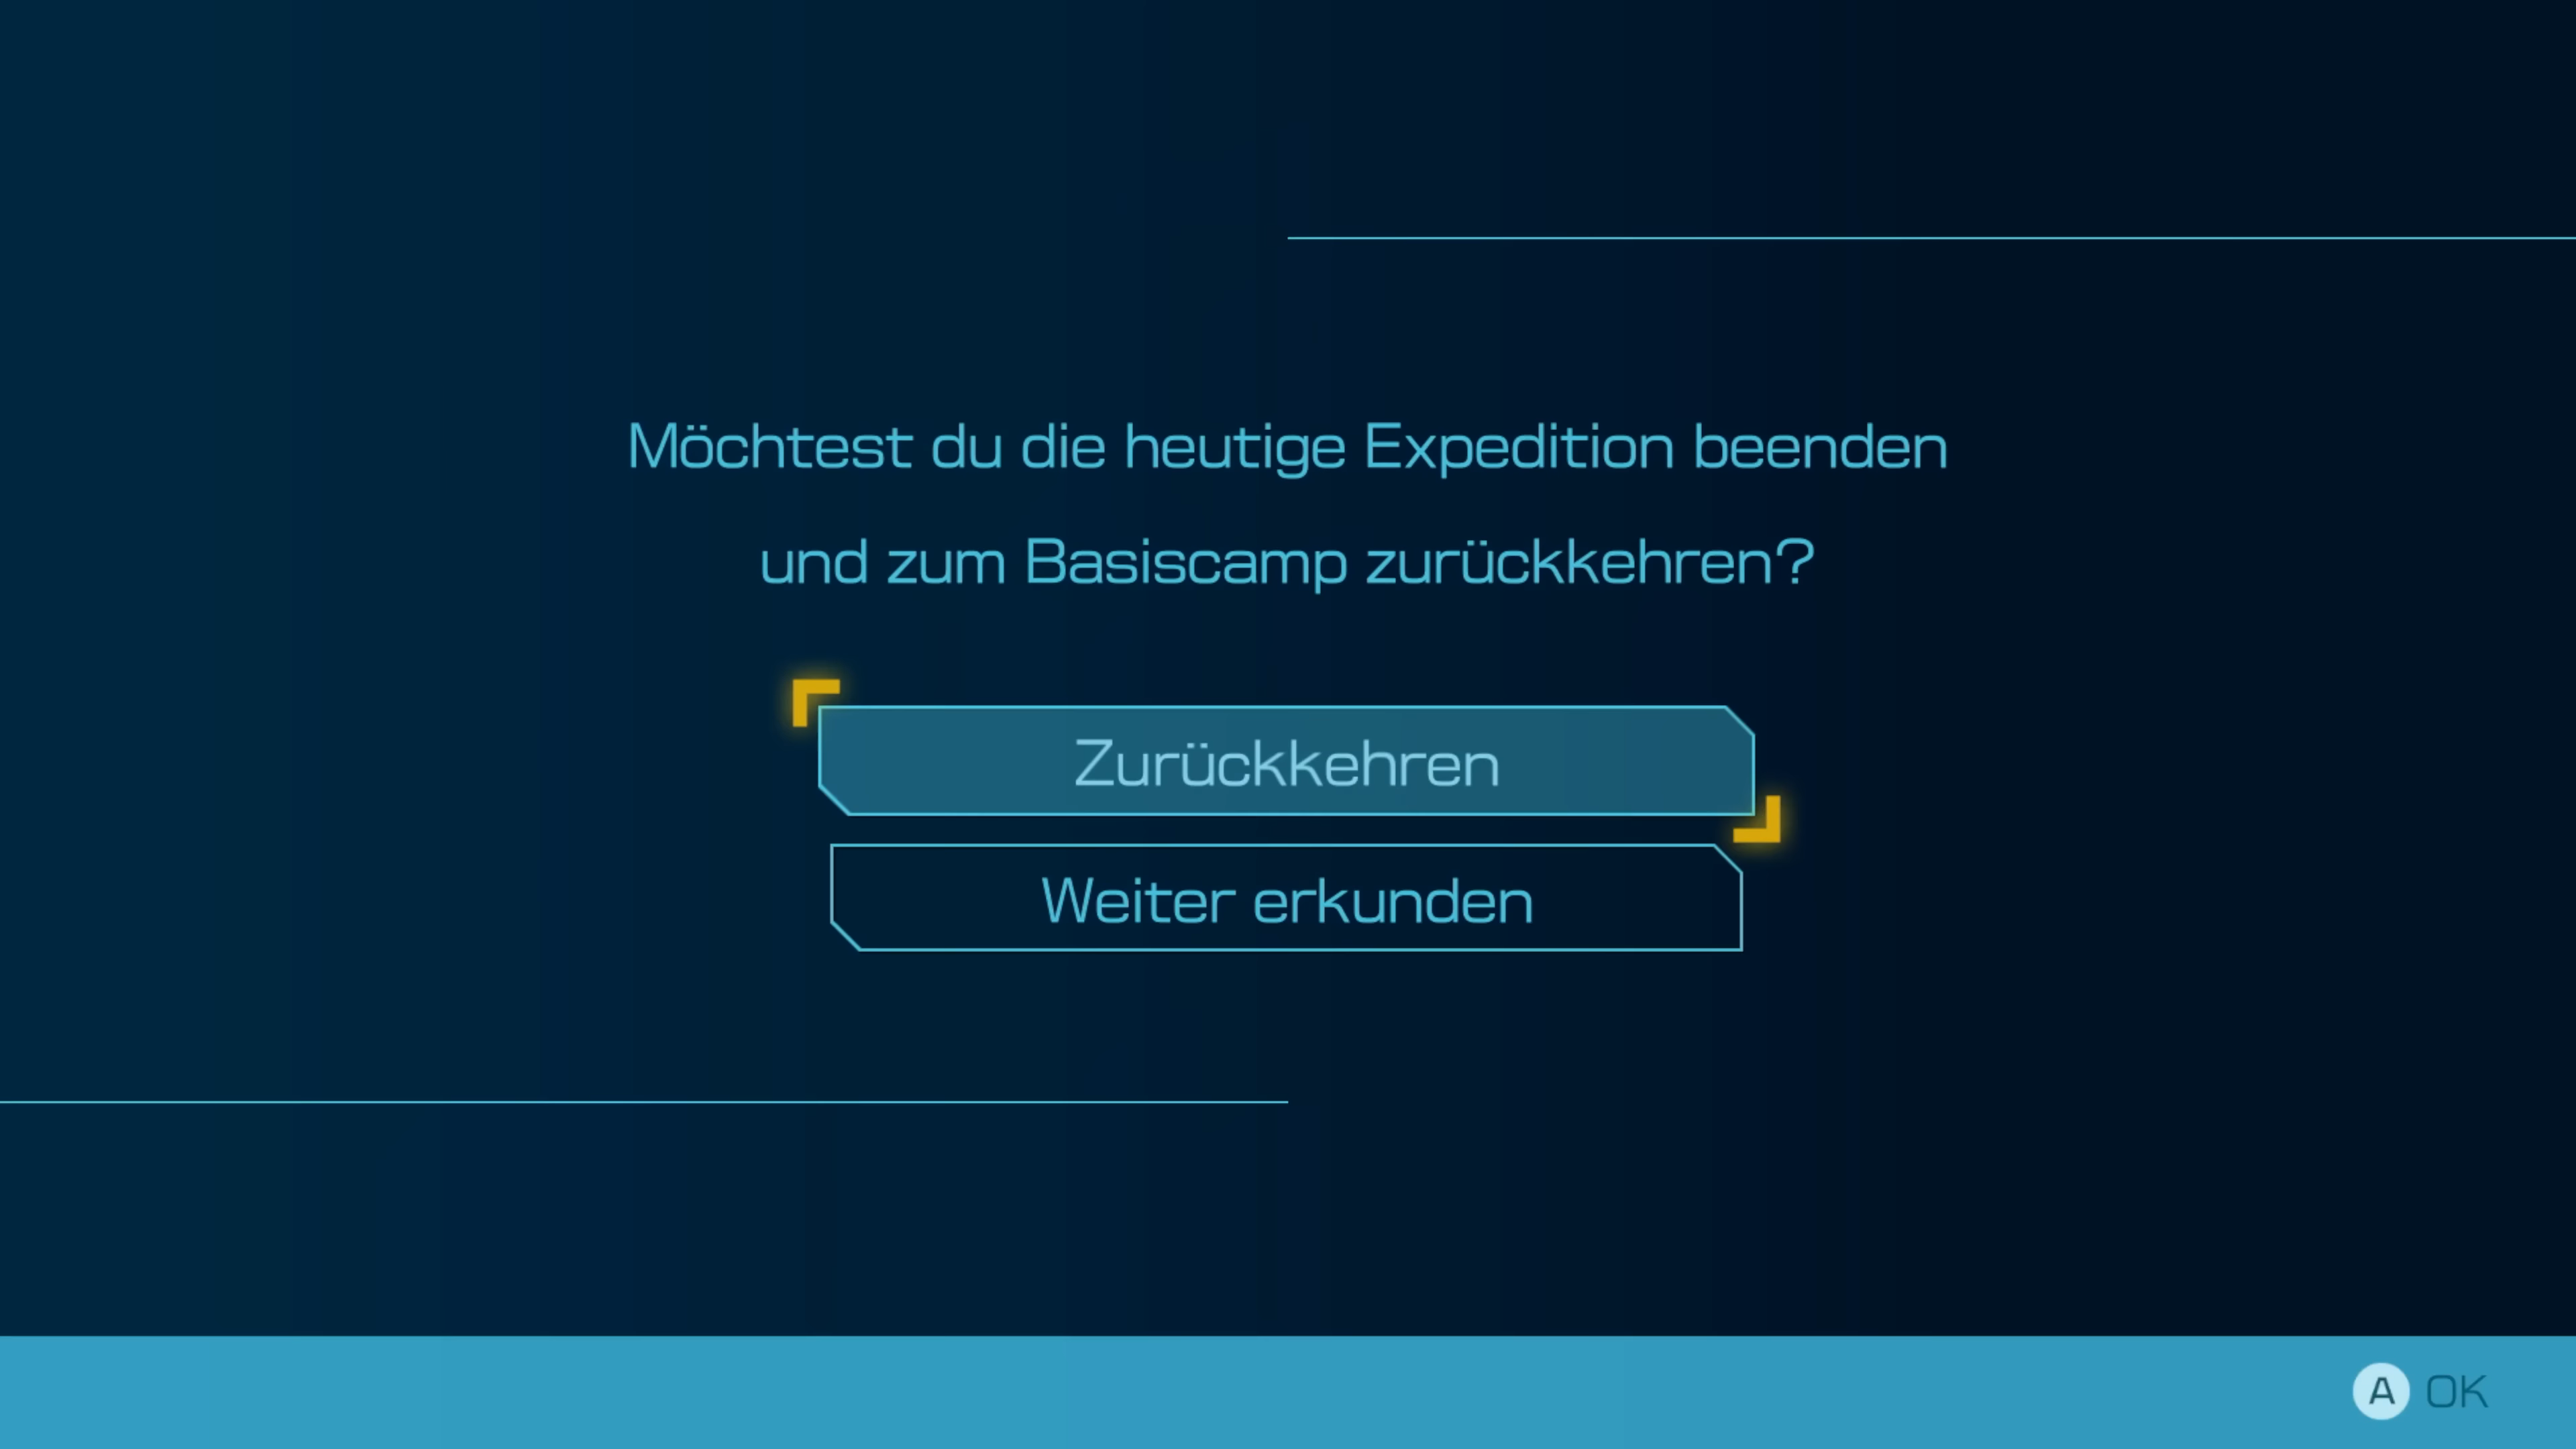 Möchtest du die heutige Expedition beenden
und zum Basiscamp zurückkehren?
Zurückkehren
Weiter erkunden
A OK